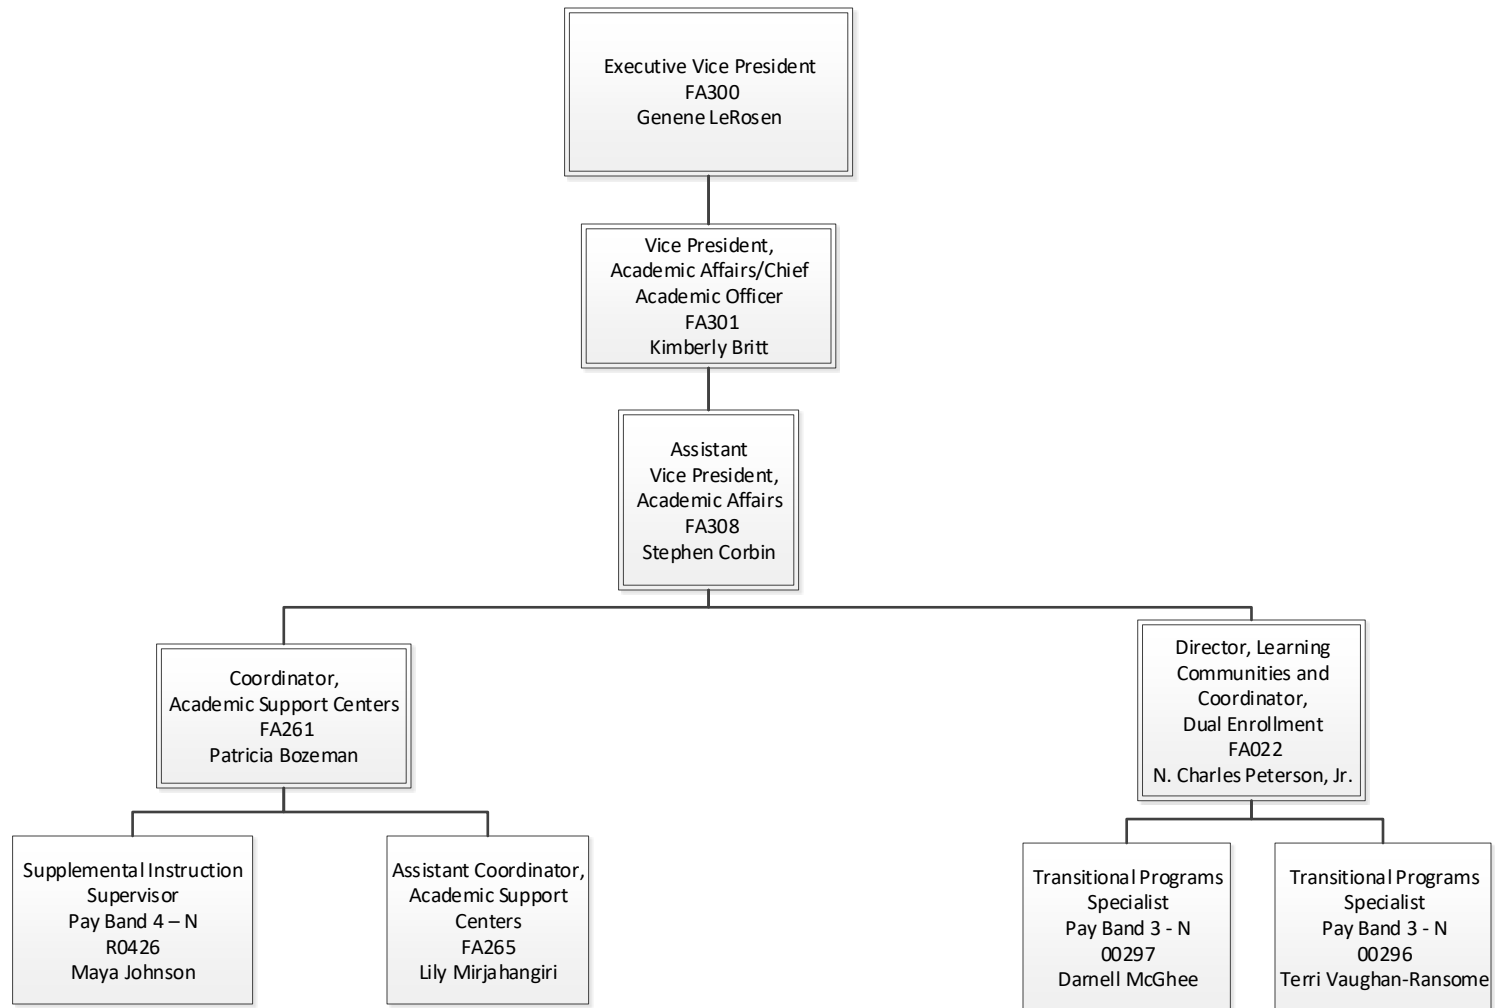 Executive Vice President
FA300
Genene LeRosen
Vice President,
Academic Affairs/Chief
Academic Officer
FA301
Kimberly Britt
Assistant
Vice President,
Academic Affairs
FA308
Stephen Corbin
Coordinator,
Academic Support Centers
FA261
Patricia Bozeman
Director, Learning
Communities and
Coordinator,
Dual Enrollment
FA022
N. Charles Peterson, Jr.
Supplemental Instruction
Supervisor
Pay Band 4 – N
R0426
Maya Johnson
Assistant Coordinator,
Academic Support
Centers
FA265
Lily Mirjahangiri
Transitional Programs
Specialist
Pay Band 3 - N
00297
Darnell McGhee
Transitional Programs
Specialist
Pay Band 3 - N
00296
Terri Vaughan-Ransome